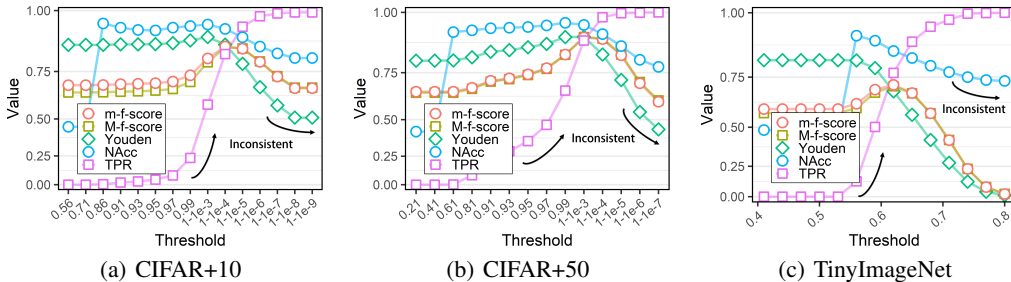 Value
1.00
0.75
0.50
0.25
0.00
m-f-score
M-f-score
Youden
NAcc
TPR
Inconsistent
0.56
0.71
0.86
0.91
0.93
0.95
0.97
0.99
1-1e-3
1-1e-4
1-1e-5
1-1e-6
1-1e-7
1-1e-8
1-1e-9
Threshold
(a) CIFAR+10
Value
1.00
0.75
0.50
0.25
0.00
m-f-score
M-f-score
Youden
NAcc
TPR
Inconsistent
0.21
0.41
0.61
0.81
0.91
0.93
0.95
0.97
0.99
1-1e-3
1-1e-4
1-1e-5
1-1e-6
1-1e-7
Threshold
(b) CIFAR+50
Value
1.00
0.75
0.50
0.25
0.00
m-f-score
M-f-score
Youden
NAcc
TPR
Inconsistent
0.4
0.5
0.6
0.7
0.8
Threshold
(c) TinyImageNet